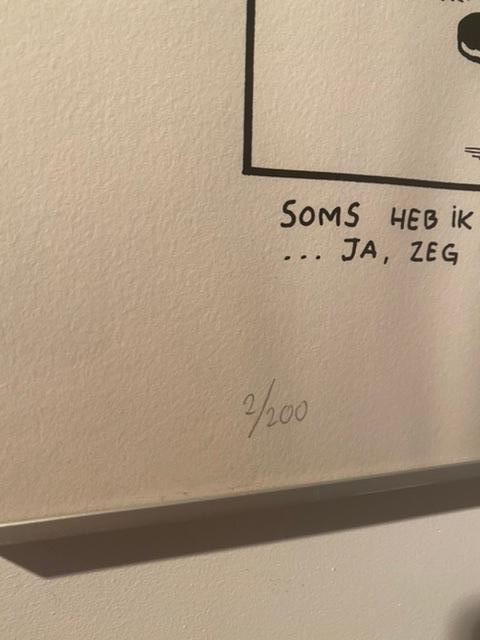 SOMS HEB iK
... JA, ZEG
2/200